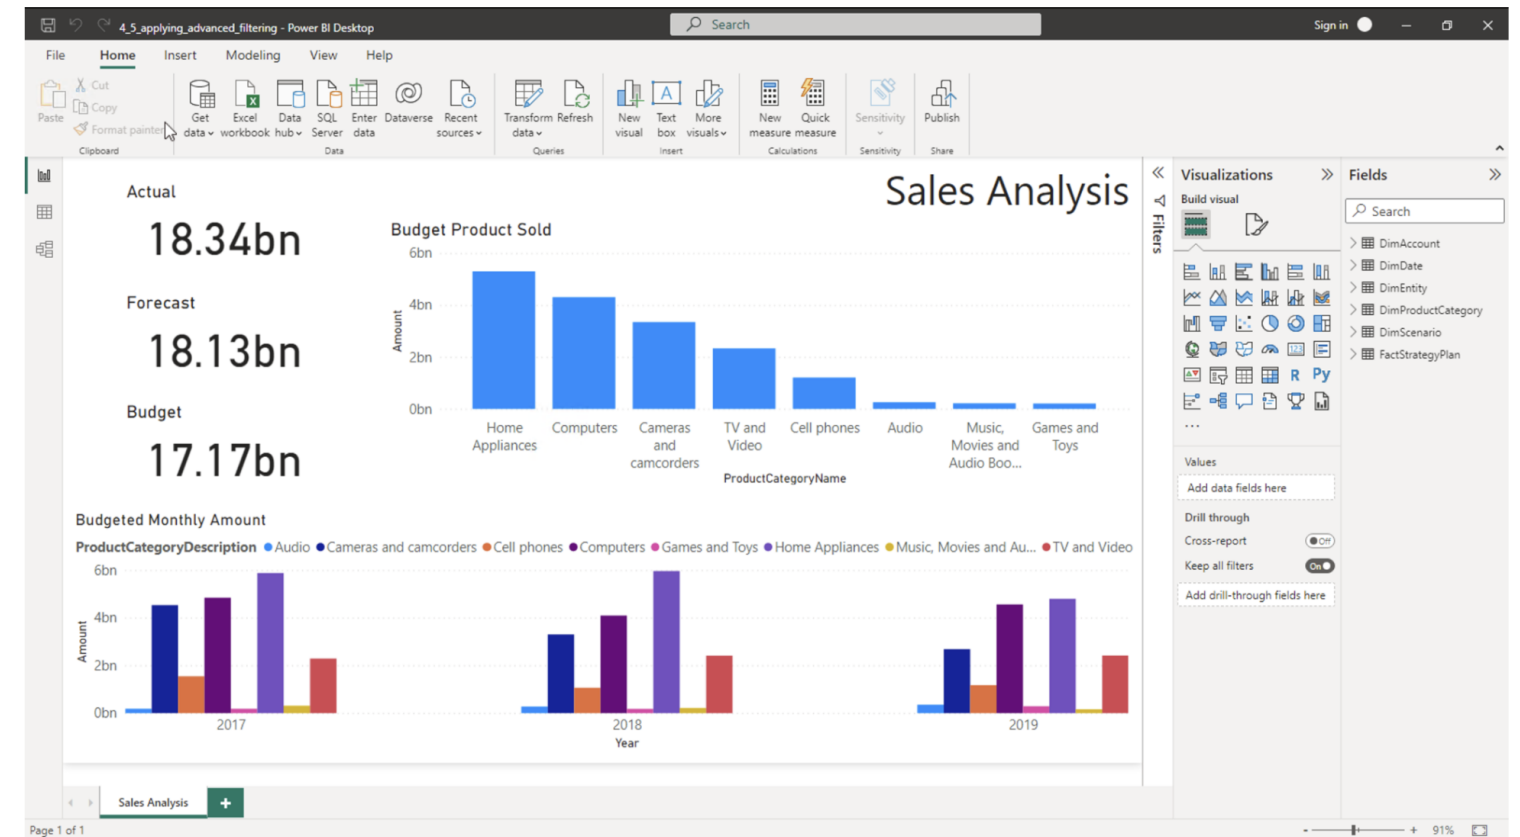 4_5_applying_advanced_filtering - Power BI Desktop
Search
Sign in
File Home Insert Modeling View Help
Paste
Cut
Copy
Format painter
Clipboard
Get data
Excel workbook
Data hub
SQL Server
Enter data
Dataverse
Recent sources
Data
Transform data
Refresh
Queries
New visual
Text box
More visuals
Insert
New measure
Quick measure
Calculations
Sensitivity
Sensitivity
Publish
Share
Actual
18.34bn
Forecast
18.13bn
Budget
17.17bn
Sales Analysis
Budget Product Sold
6bn
4bn
2bn
0bn
Amount
Home Appliances
Computers
Cameras and camcorders
TV and Video
Cell phones
Audio
Music, Movies and Audio Boo...
Games and Toys
ProductCategoryName
Budgeted Monthly Amount
ProductCategoryDescription Audio Cameras and camcorders Cell phones Computers Games and Toys Home Appliances Music, Movies and Au... TV and Video
6bn
4bn
2bn
0bn
Amount
2017 2018 2019
Year
Filters
Visualizations
Build visual
123
R Py
...
Values
Add data fields here
Drill through
Cross-report Off
Keep all filters On
Add drill-through fields here
Fields
Search
DimAccount
DimDate
DimEntity
DimProductCategory
DimScenario
FactStrategyPlan
Sales Analysis +
Page 1 of 1
- + 91%